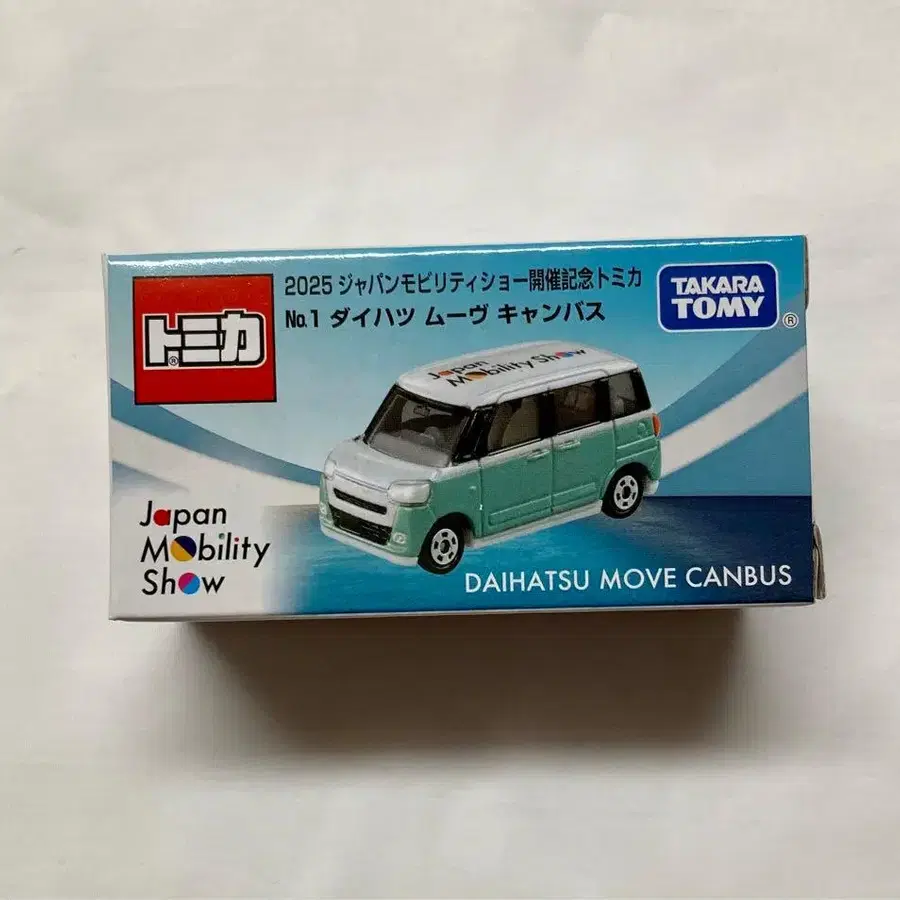 トミカ®
2025 ジャパンモビリティショー開催記念トミカ
No.1 ダイハツ ムーヴ キャンバス
TAKARA
TOMY®
Japan
Mobility Show
Japan
Mobility
Show
DAIHATSU MOVE CANBUS